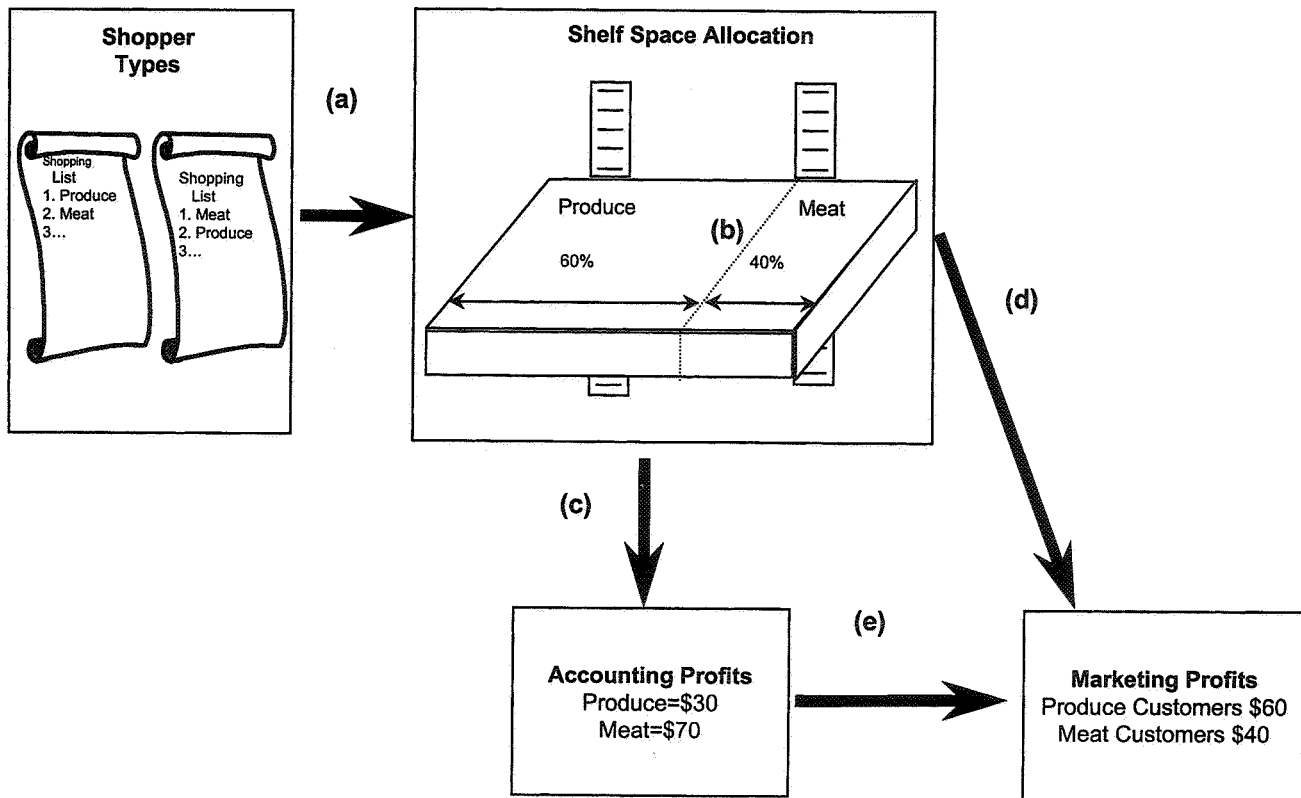 Shopper
Types
Shopping
List
1. Produce
2. Meat
3...
Shopping
List
1. Meat
2. Produce
3...
(a)
Shelf Space Allocation
Produce
Meat
(b)
60%
40%
(c)
(d)
Accounting Profits
Produce=$30
Meat=$70
(e)
Marketing Profits
Produce Customers $60
Meat Customers $40